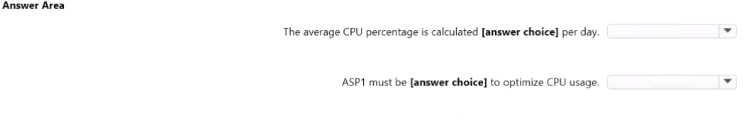 Answer Area
The average CPU percentage is calculated [answer choice] per day.
ASP1 must be [answer choice] to optimize CPU usage.